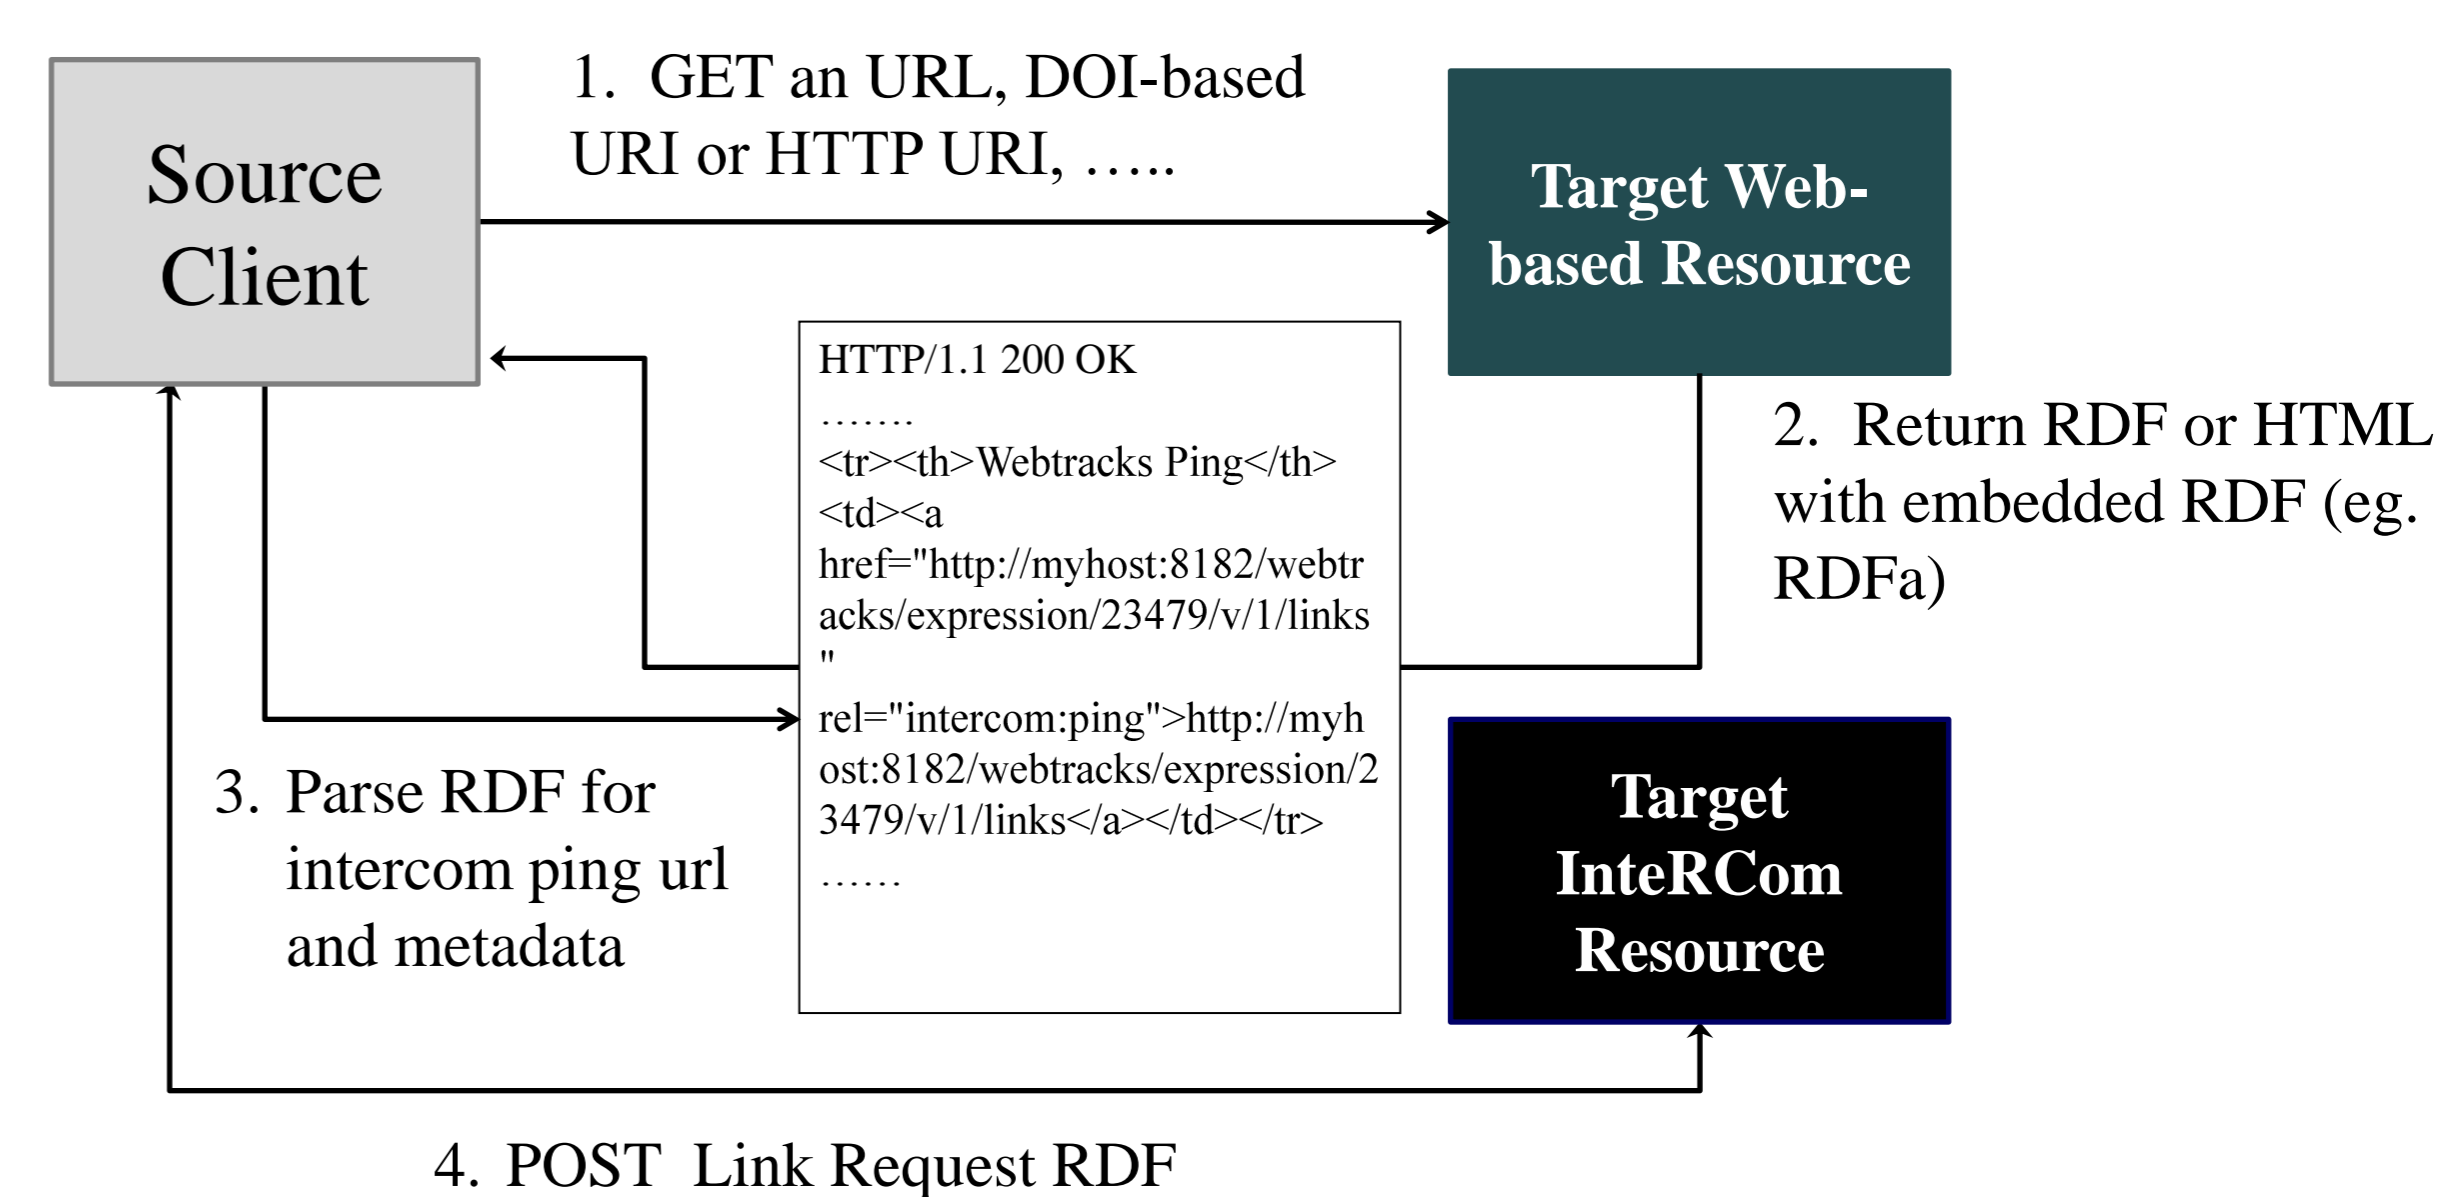 Source
Client
1. GET an URL, DOI-based
URI or HTTP URI, …..
Target Web-
based Resource
HTTP/1.1 200 OK
…….
<tr><th>Webtracks Ping</th>
<td><a
href="http://myhost:8182/webtr
acks/expression/23479/v/1/links
"
rel="intercom:ping">http://myh
ost:8182/webtracks/expression/2
3479/v/1/links</a></td></tr>
……
2. Return RDF or HTML
with embedded RDF (eg.
RDFa)
3. Parse RDF for
intercom ping url
and metadata
Target
InteRCom
Resource
4. POST Link Request RDF